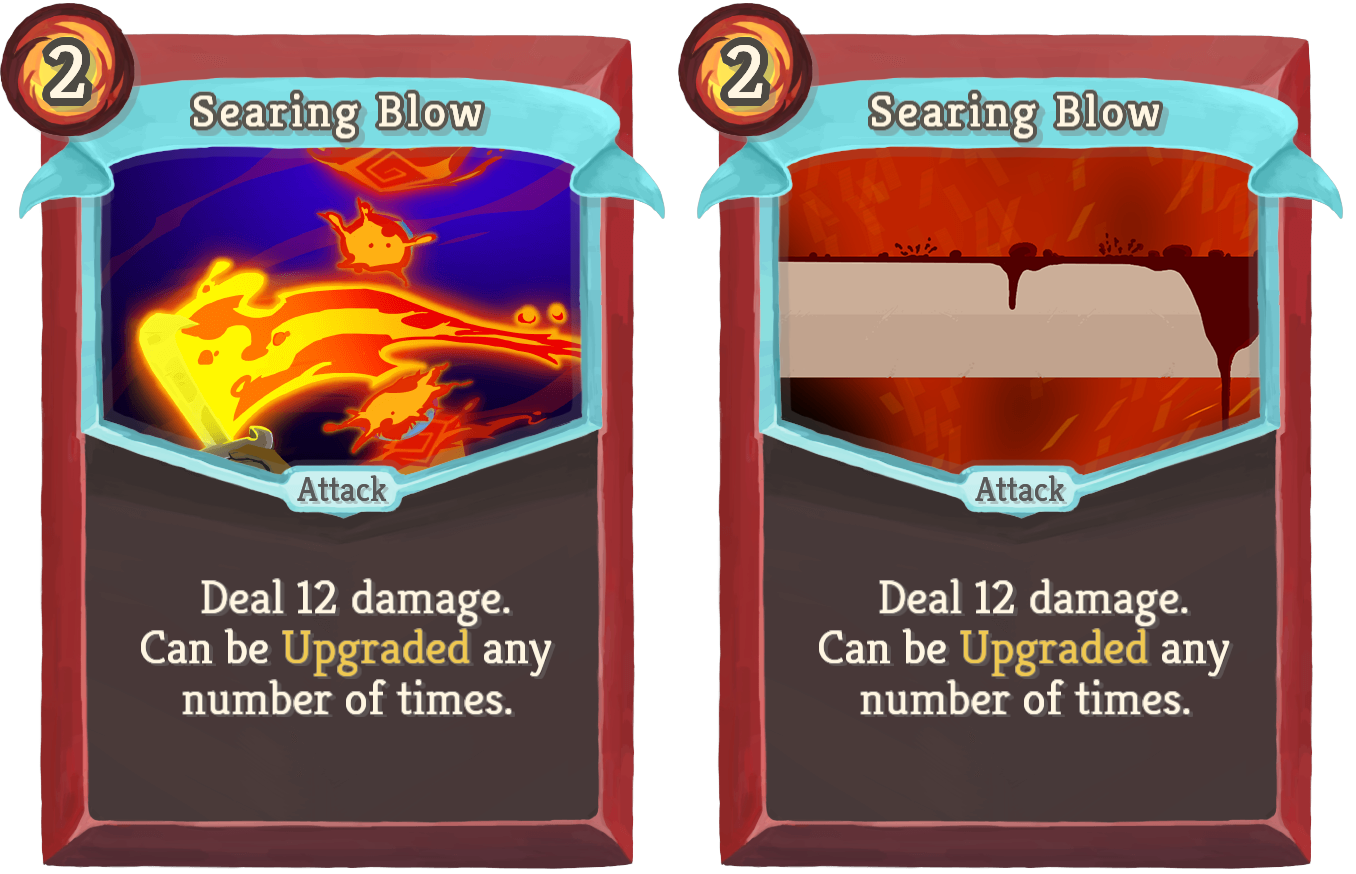 2
Searing Blow
Attack
Deal 12 damage.
Can be Upgraded any
number of times.
2
Searing Blow
Attack
Deal 12 damage.
Can be Upgraded any
number of times.